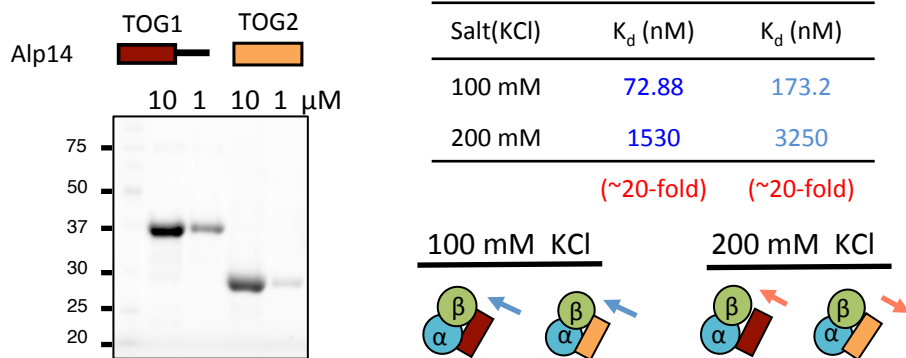 TOG1 TOG2
Alp14
10 1 10 1 μM
75
50
37
30
25
20
Salt(KCl) Kd (nM) Kd (nM)
100 mM 72.88 173.2
200 mM 1530 3250
(~20-fold) (~20-fold)
100 mM KCl 200 mM KCl
β β β β
α α α α